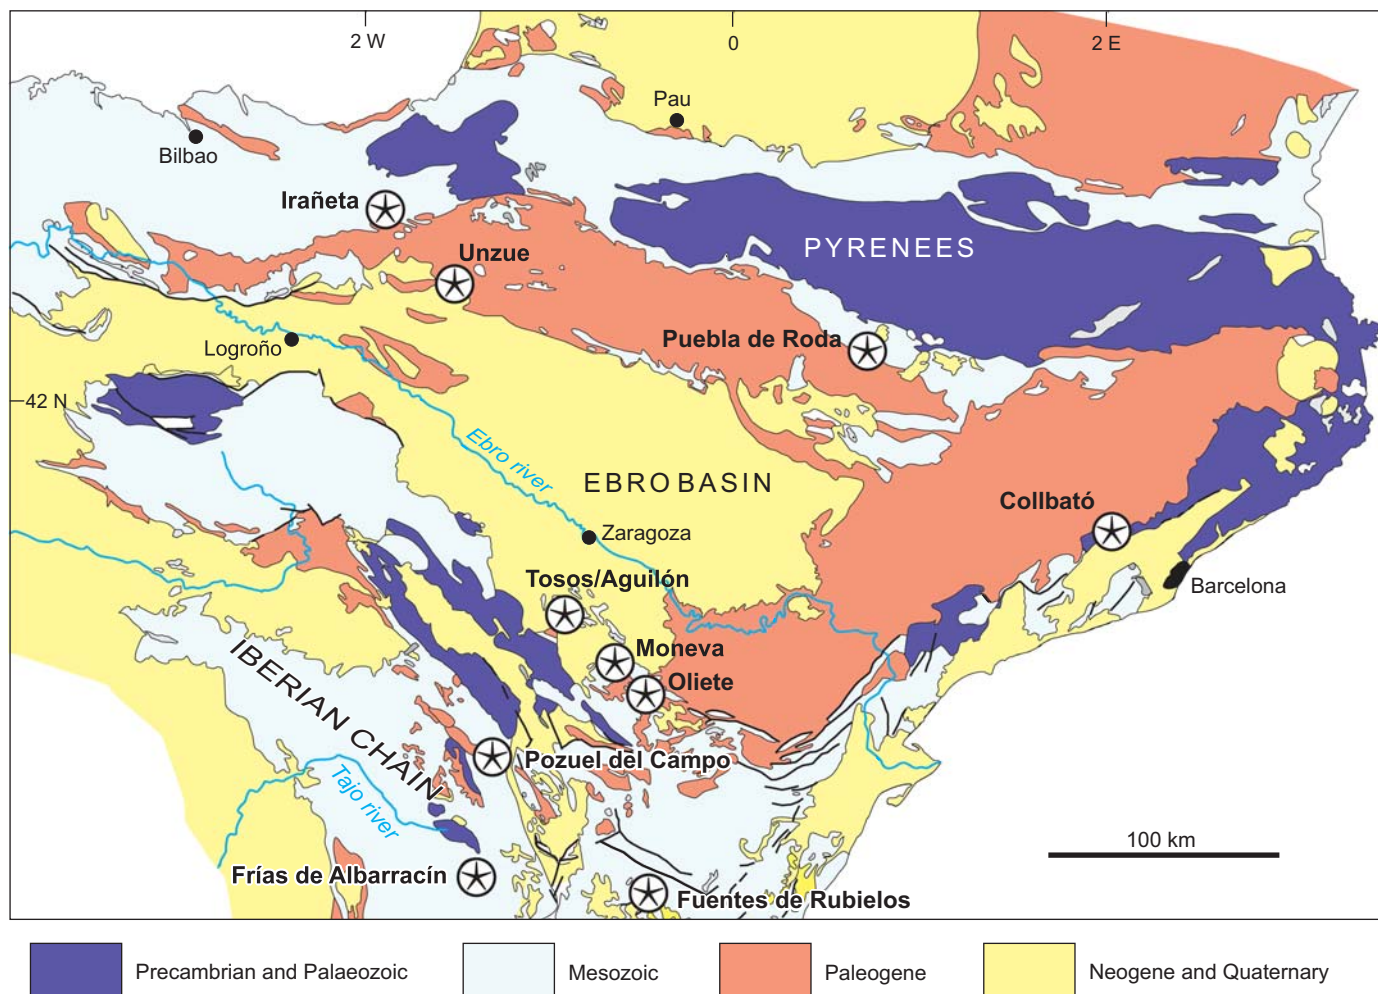 2 W
0
2 E
Pau
Bilbao
Irañeta
Unzue
PYRENEES
Puebla de Roda
Logroño
42 N
Ebro river
EBRO BASIN
Collbató
Zaragoza
Tosos/Aguilón
Barcelona
Moneva
Oliete
IBERIAN CHAIN
Pozuel del Campo
Tajo river
100 km
Frías de Albarracín
Fuentes de Rubielos
Precambrian and Palaeozoic
Mesozoic
Paleogene
Neogene and Quaternary